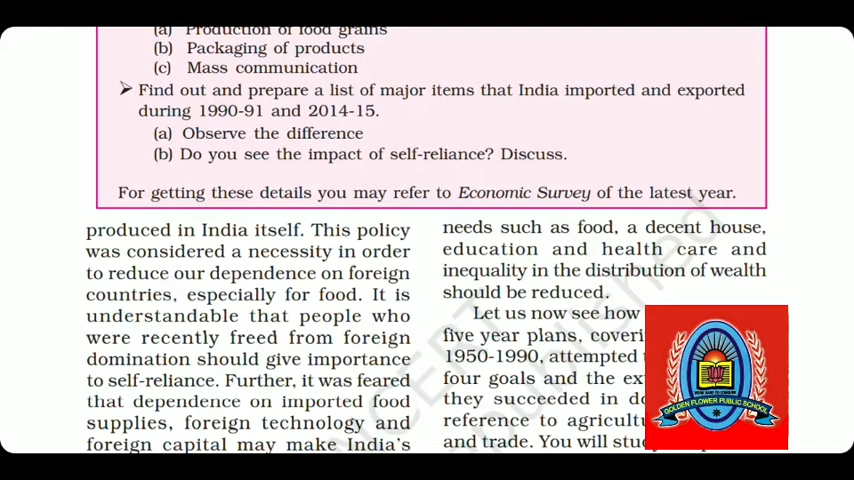 (a) Production of food grains
(b) Packaging of products
(c) Mass communication
➤ Find out and prepare a list of major items that India imported and exported
during 1990-91 and 2014-15.
(a) Observe the difference
(b) Do you see the impact of self-reliance? Discuss.
For getting these details you may refer to Economic Survey of the latest year.
produced in India itself. This policy
was considered a necessity in order
to reduce our dependence on foreign
countries, especially for food. It is
understandable that people who
were recently freed from foreign
domination should give importance
to self-reliance. Further, it was feared
that dependence on imported food
supplies, foreign technology and
foreign capital may make India's
needs such as food, a decent house,
education and health care and
inequality in the distribution of wealth
should be reduced.
Let us now see how
five year plans,
1950-1990, attempted
four goals and the
they succeeded in
reference to
and trade. You will
GOLDEN FLOWER PUBLIC SCHOOL
NCERT
published